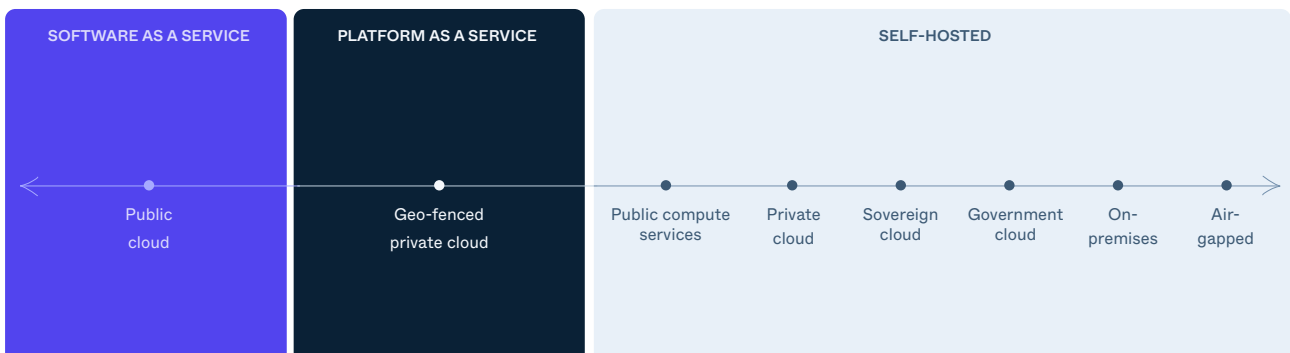 SOFTWARE AS A SERVICE
PLATFORM AS A SERVICE
SELF-HOSTED
Public
cloud
Geo-fenced
private cloud
Public compute
services
Private
cloud
Sovereign
cloud
Government
cloud
On-
premises
Air-
gapped